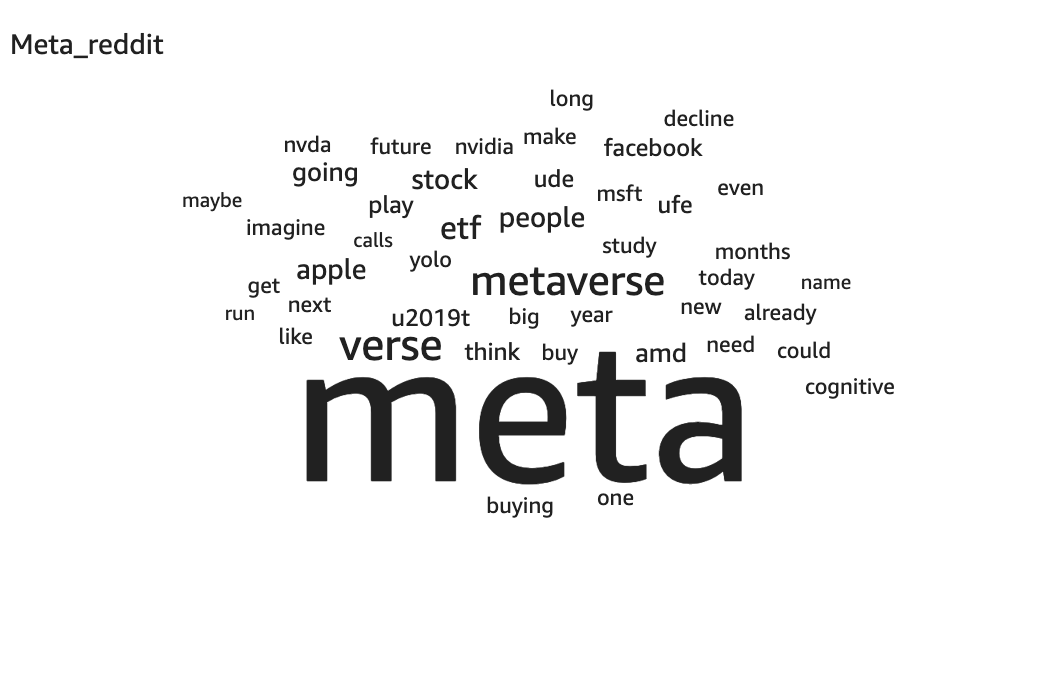 Meta_reddit
long
decline
nvda future nvidia make facebook
going stock ude msft even
maybe play etf people ufe
imagine calls study months
get apple yolo metaverse today name
run next u2019t big year new already
like verse think buy amd need could
meta cognitive
buying one